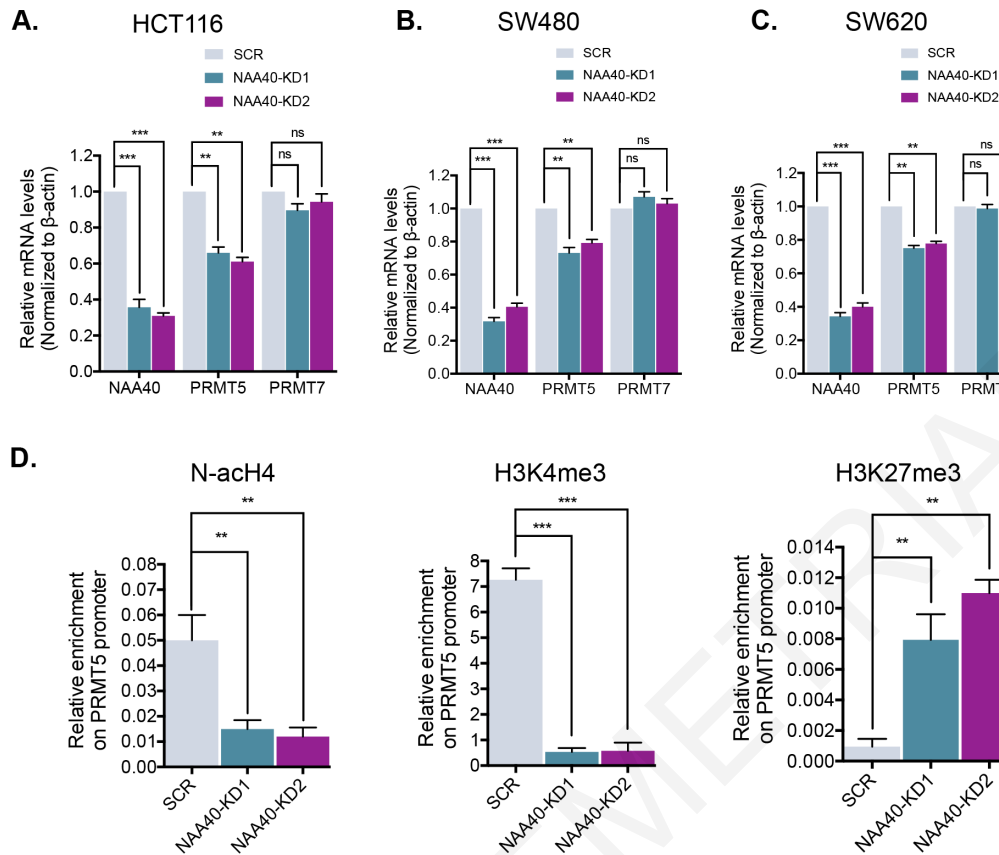 A.
HCT116
SCR
NAA40-KD1
NAA40-KD2
Relative mRNA levels
(Normalized to β-actin)
1.2
1.0
0.8
0.6
0.4
0.2
0.0
***
***
**
**
ns
ns
NAA40
PRMT5
PRMT7
B.
SW480
SCR
NAA40-KD1
NAA40-KD2
Relative mRNA levels
(Normalized to β-actin)
1.2
1.0
0.8
0.6
0.4
0.2
0.0
***
***
**
**
ns
ns
NAA40
PRMT5
PRMT7
C.
SW620
SCR
NAA40-KD1
NAA40-KD2
Relative mRNA levels
(Normalized to β-actin)
1.2
1.0
0.8
0.6
0.4
0.2
0.0
***
***
**
**
ns
ns
NAA40
PRMT5
PRMT
D.
N-acH4
Relative enrichment
on PRMT5 promoter
0.08
0.07
0.06
0.05
0.04
0.03
0.02
0.01
0.00
**
**
SCR
NAA40-KD1
NAA40-KD2
H3K4me3
Relative enrichment
on PRMT5 promoter
8
7
6
5
4
3
2
1
0
***
***
SCR
NAA40-KD1
NAA40-KD2
H3K27me3
Relative enrichment
on PRMT5 promoter
0.014
0.012
0.010
0.008
0.006
0.004
0.002
0.000
**
**
SCR
NAA40-KD1
NAA40-KD2
METRIA